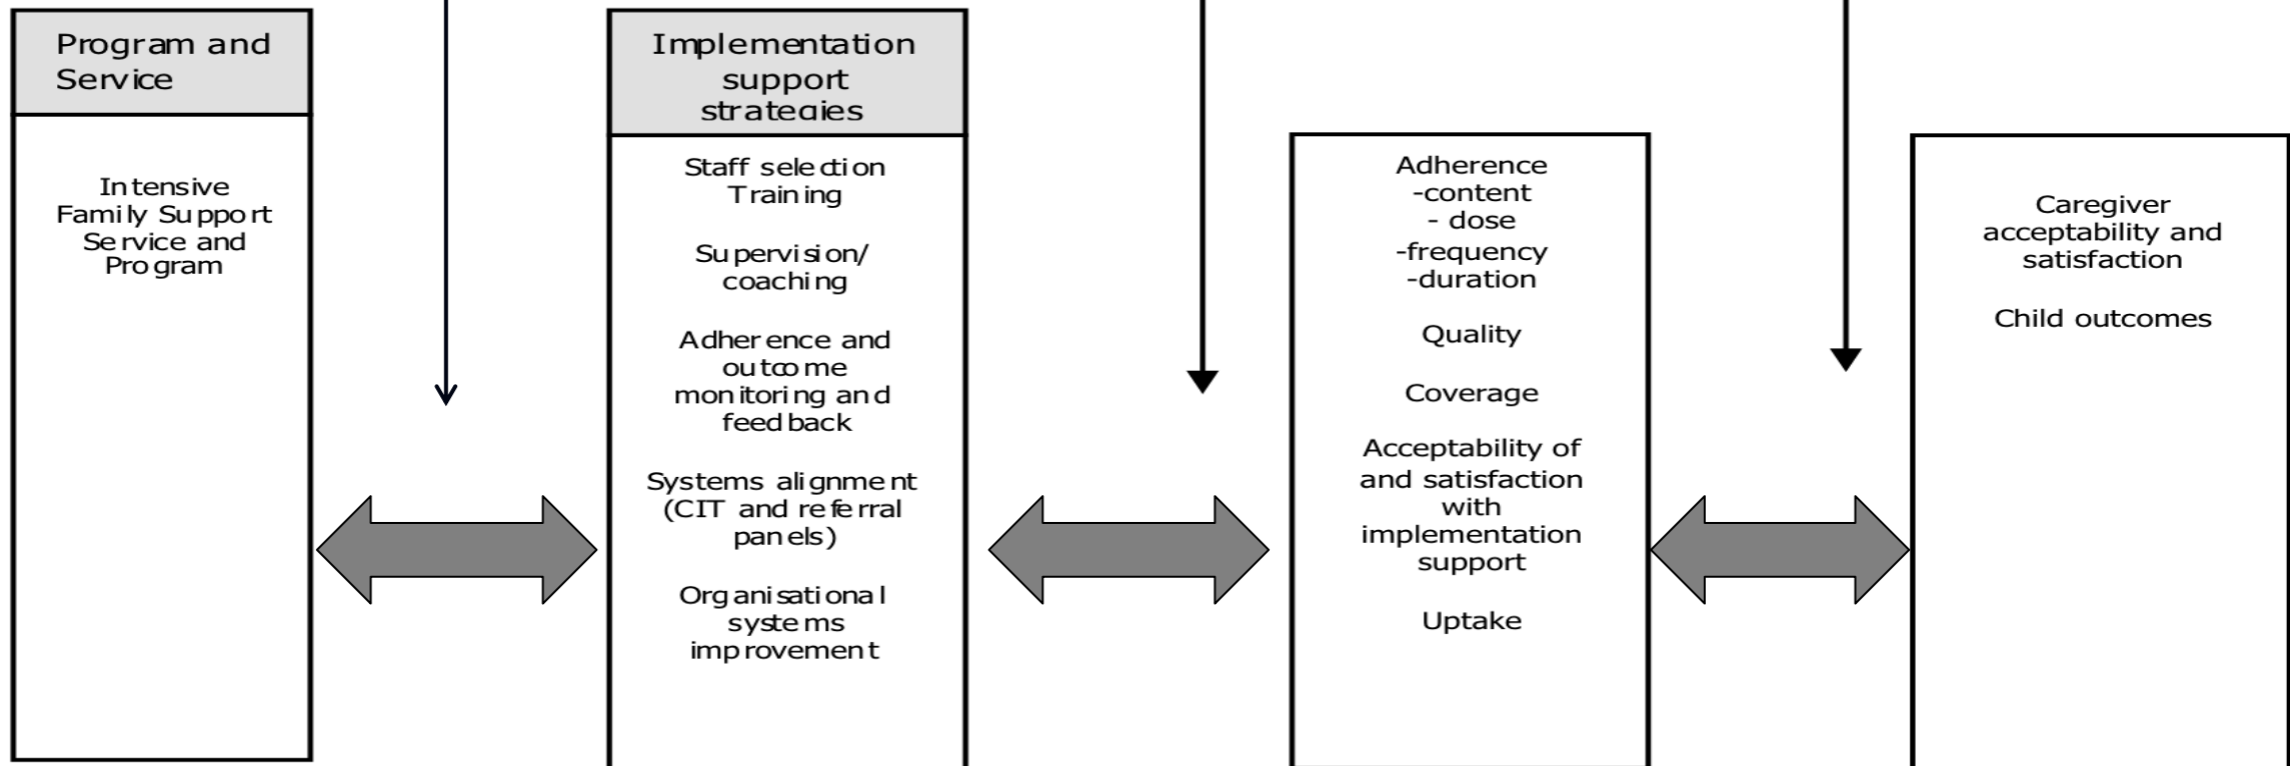 Program and
Service
Intensive
Family Support
Service and
Program
Implementation
support
strategies
Staff selection
Training
Supervision/
coaching
Adherence and
outcome
monitoring and
feedback
Systems alignment
(CIT and referral
panels)
Organisational
systems
improvement
Adherence
-content
- dose
-frequency
-duration
Quality
Coverage
Acceptability of
and satisfaction
with
implementation
support
Uptake
Caregiver
acceptability and
satisfaction
Child outcomes